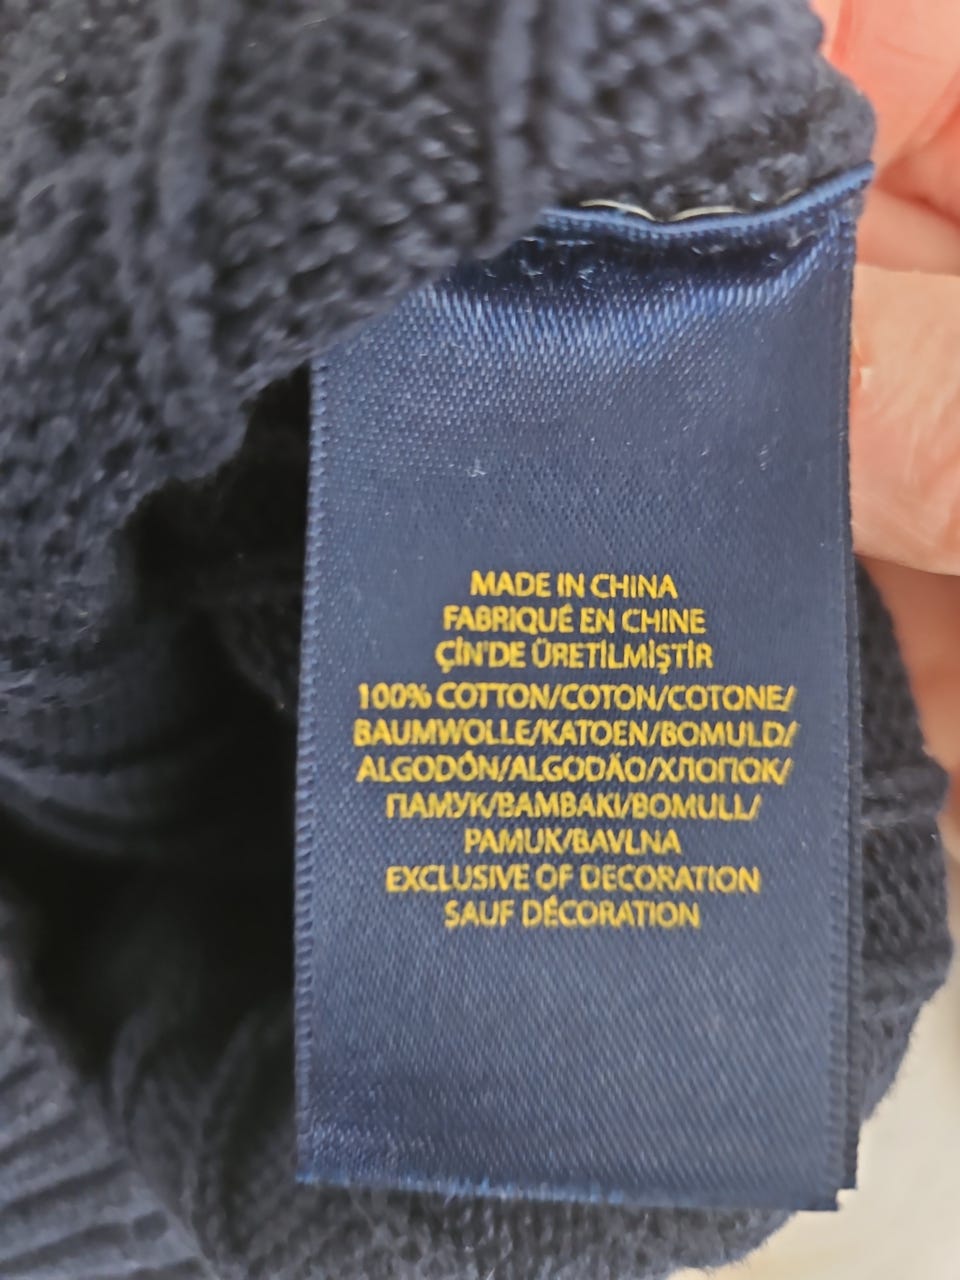 MADE IN CHINA
FABRIQUÉ EN CHINE
ÇİN'DE ÜRETİLMİŞTİR
100% COTTON/COTON/COTONE/
BAUMWOLLE/KATOEN/BOMULD/
ALGODÓN/ALGODÃO/ХЛОПОК/
ПАМУК/ΒΑΜΒΑΚΙ/BOMULL/
PAMUK/BAVLNA
EXCLUSIVE OF DECORATION
SAUF DÉCORATION